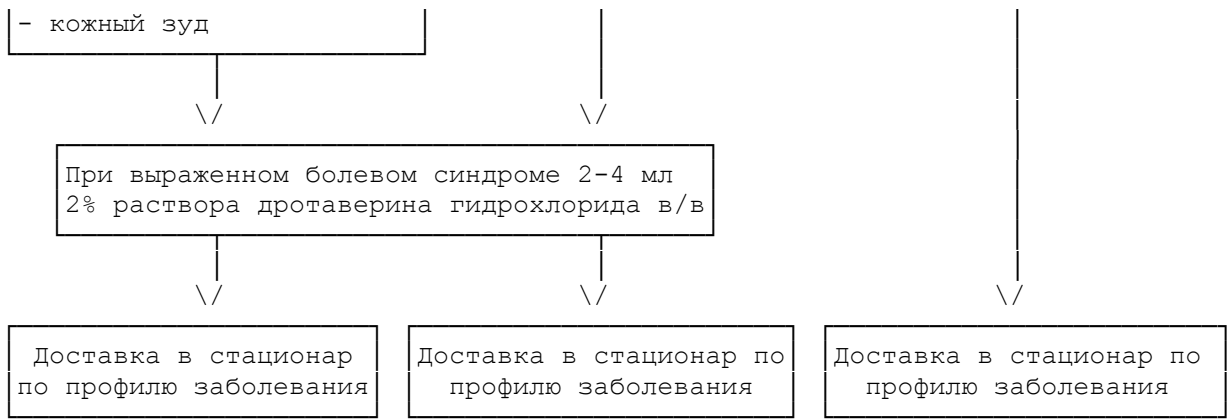 - кожный зуд
При выраженном болевом синдроме 2-4 мл
2% раствора дротаверина гидрохлорида в/в
Доставка в стационар
по профилю заболевания
Доставка в стационар по
профилю заболевания
Доставка в стационар по
профилю заболевания